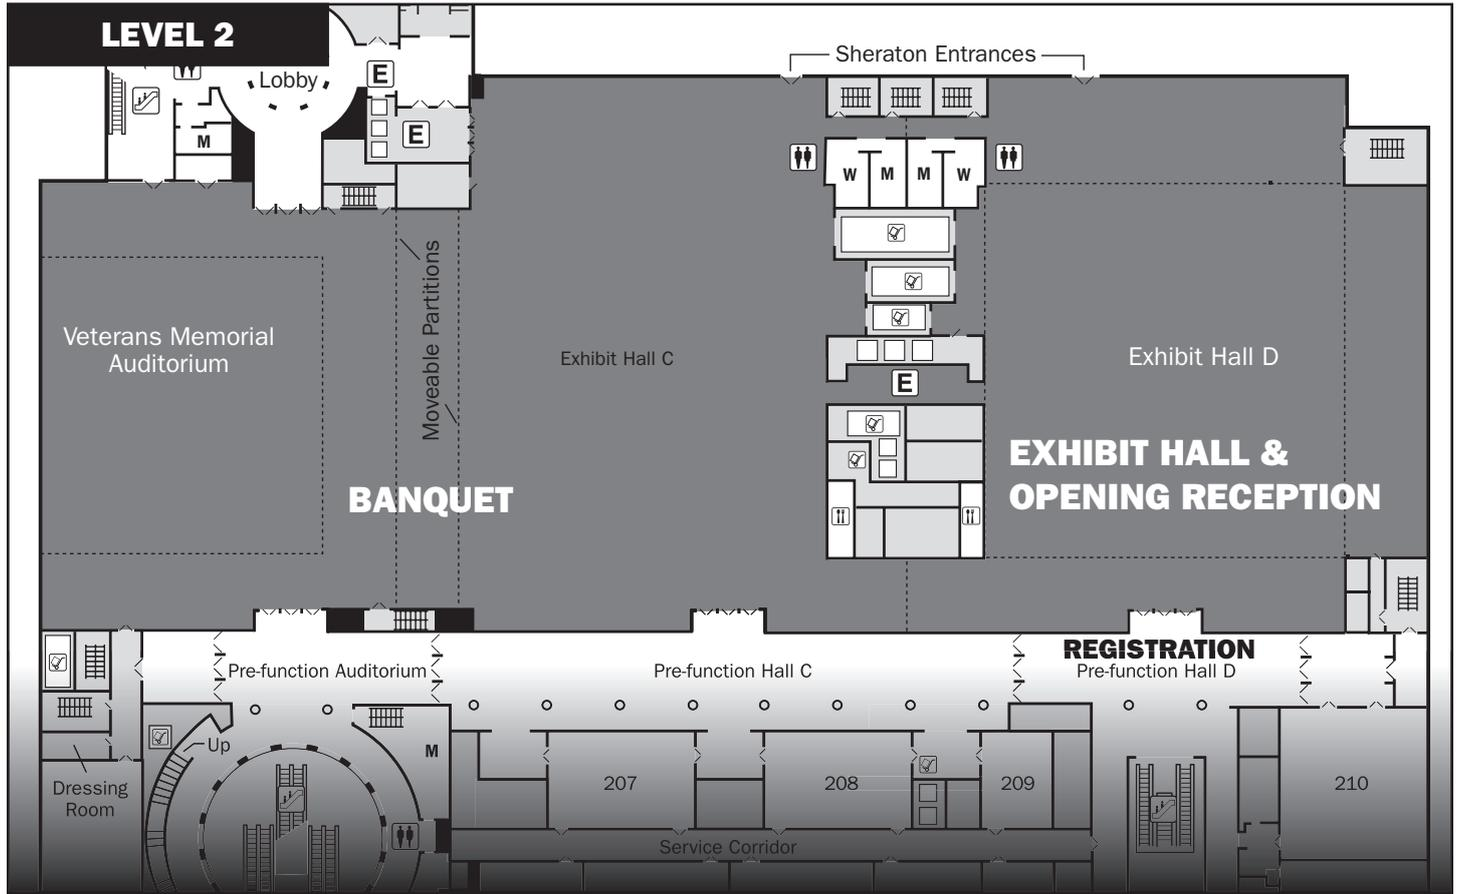 LEVEL 2
Sheraton Entrances
Lobby
E
E
M
W
M
M
W
Moveable Partitions
Veterans Memorial
Auditorium
Exhibit Hall C
Exhibit Hall D
E
EXHIBIT HALL &
OPENING RECEPTION
BANQUET
REGISTRATION
Pre-function Auditorium
Pre-function Hall C
Pre-function Hall D
Up
M
Dressing
Room
207
208
209
210
Service Corridor